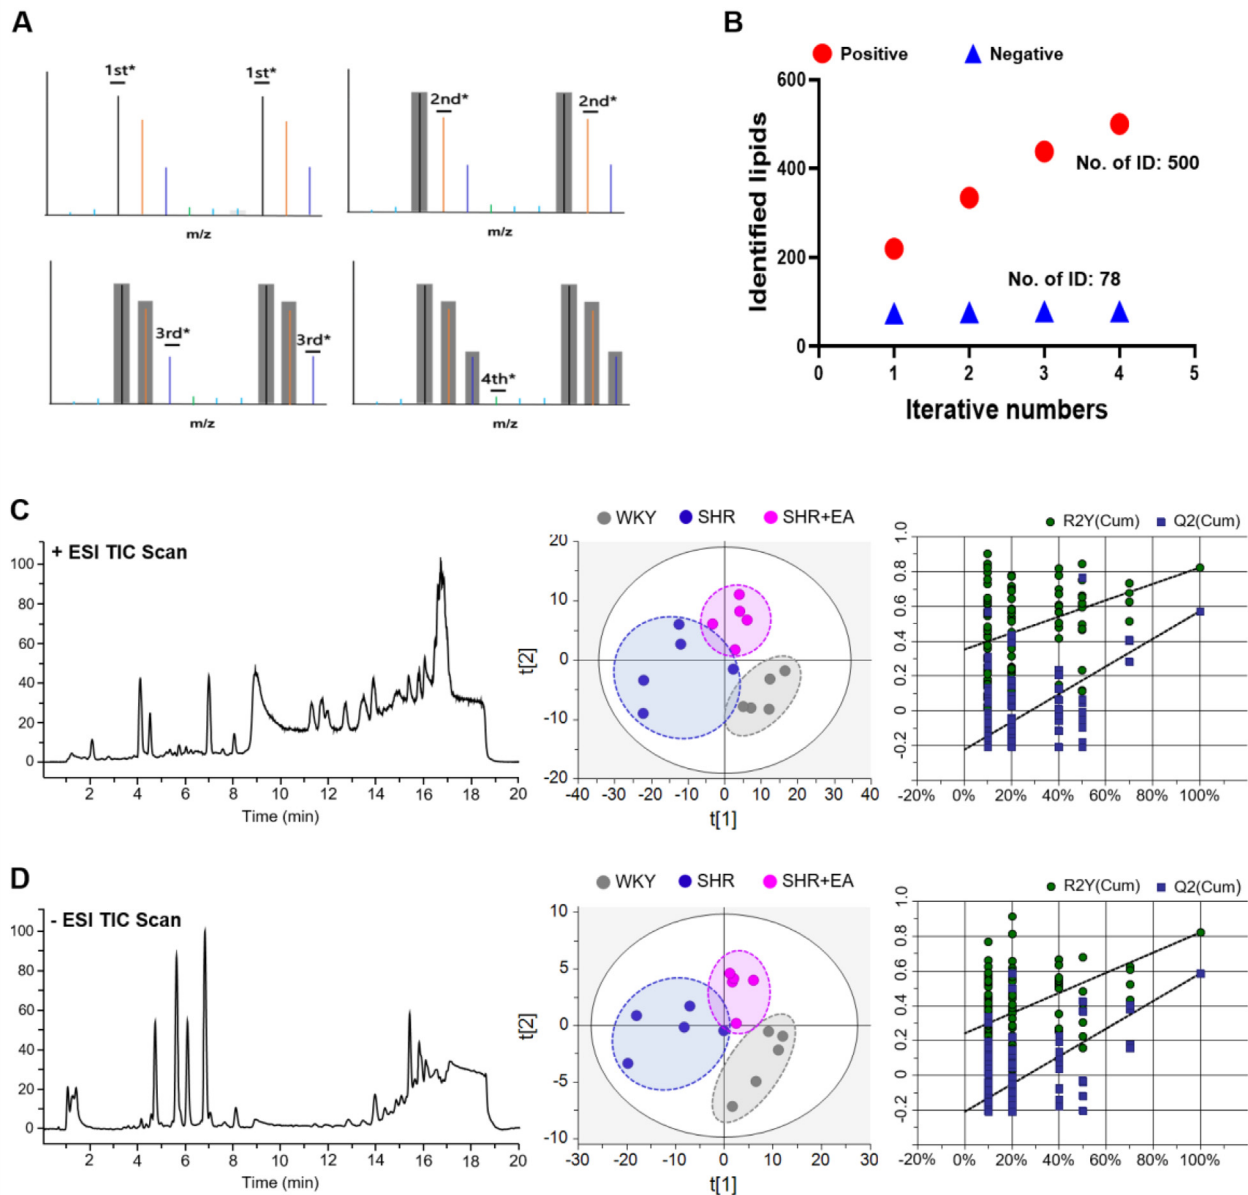 A
1st*
1st*
m/z
2nd*
2nd*
m/z
3rd*
3rd*
m/z
4th*
m/z
B
Positive
Negative
Identified lipids
600
400
200
0
No. of ID: 500
No. of ID: 78
0 1 2 3 4 5
Iterative numbers
C
+ ESI TIC Scan
100
80
60
40
20
0
2 4 6 8 10 12 14 16 18 20
Time (min)
WKY SHR SHR+EA
t[2]
20
10
0
-10
-20
-40 -30 -20 -10 0 10 20 30 40
t[1]
R2Y(Cum) Q2(Cum)
1.0
0.8
0.6
0.4
0.2
0
-0.2
-20% 0% 20% 40% 60% 80% 100%
D
- ESI TIC Scan
100
80
60
40
20
0
2 4 6 8 10 12 14 16 18 20
Time (min)
WKY SHR SHR+EA
t[2]
10
5
0
-5
-10
-30 -20 -10 0 10 20 30
t[1]
R2Y(Cum) Q2(Cum)
1.0
0.8
0.6
0.4
0.2
0
-0.2
-20% 0% 20% 40% 60% 80% 100%